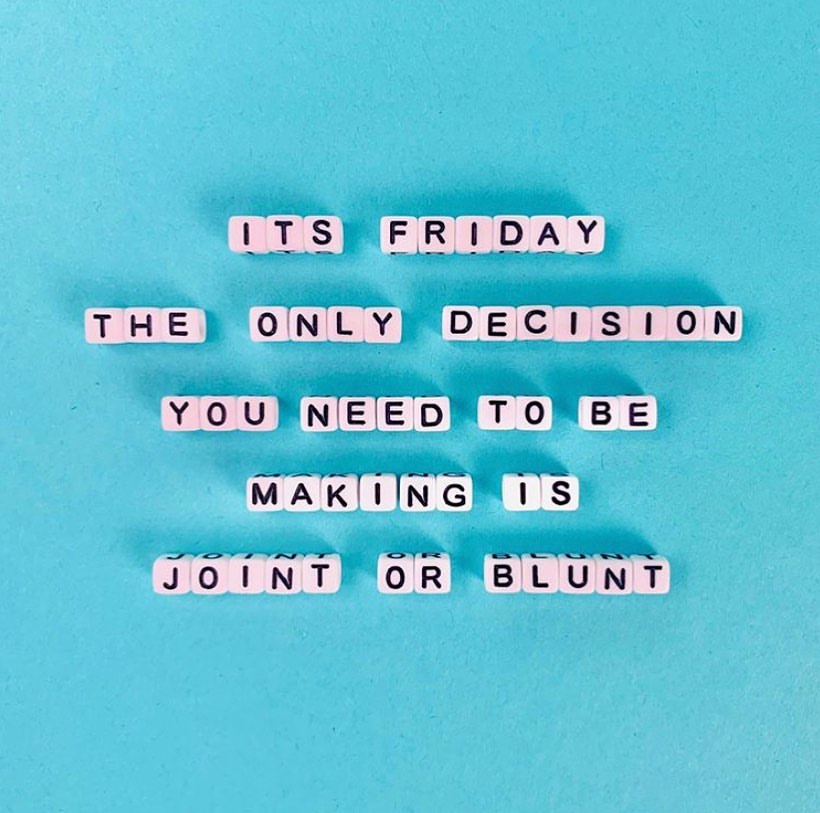 ITS FRIDAY
THE ONLY DECISION
YOU NEED TO BE
MAKING IS
JOINT OR BLUNT